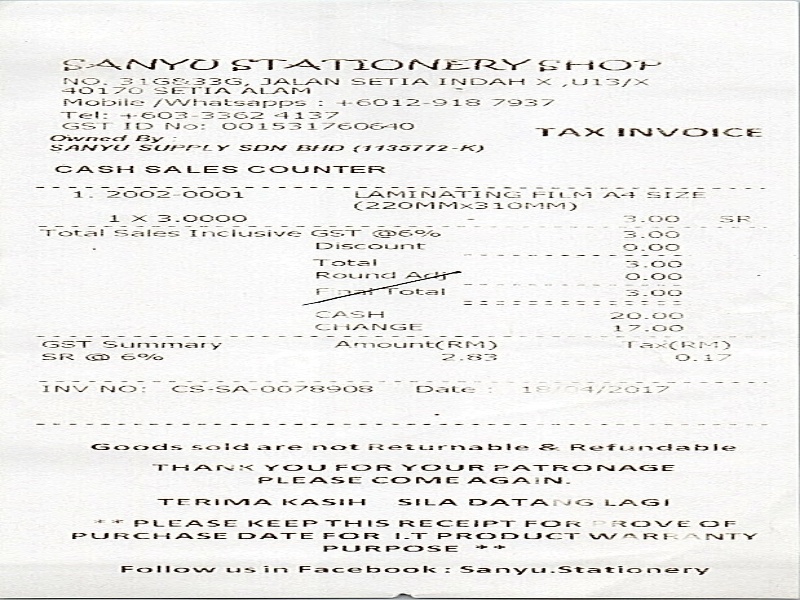 SANYU STATIONERY SHOP
NO. 31G&33G, JALAN SETIA INDAH X ,U13/X
40170 SETIA ALAM
Mobile /Whatsapps : +6012-918 7937
Tel: +603-3362 4137
GST ID No: 001531760640
TAX INVOICE
Owned By :
SANYU SUPPLY SDN BHD (1135772-K)
CASH SALES COUNTER
1. 2002-0001 LAMINATING FILM A4 SIZE
(220MMx310MM)
1 X 3.0000 - 3.00 SR
Total Sales Inclusive GST @6% 3.00
Discount 0.00
Total 3.00
Round Adj 0.00
Final Total 3.00
CASH 20.00
CHANGE 17.00
GST Summary Amount(RM) Tax(RM)
SR @ 6% 2.83 0.17
INV NO: CS-SA-0078908 Date : 18/04/2017
Goods sold are not Returnable & Refundable
THANK YOU FOR YOUR PATRONAGE
PLEASE COME AGAIN.
TERIMA KASIH SILA DATANG LAGI
** PLEASE KEEP THIS RECEIPT FOR PROVE OF
PURCHASE DATE FOR I.T PRODUCT WARRANTY
PURPOSE **
Follow us in Facebook : Sanyu.Stationery